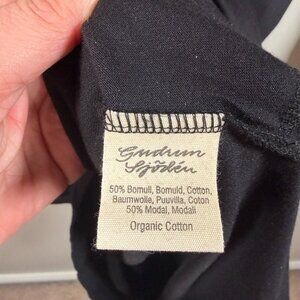 Gudrun
Sjödén
50% Bomull, Bomuld, Cotton,
Baumwolle, Puuvilla, Coton
50% Modal, Modali
Organic Cotton